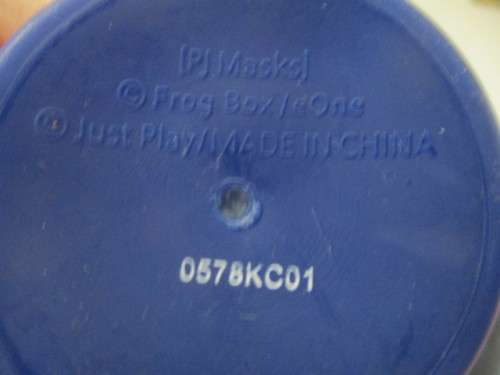 [PJ Masks]
© Frog Box/eOne
© Just Play/MADE IN CHINA
0578KC01